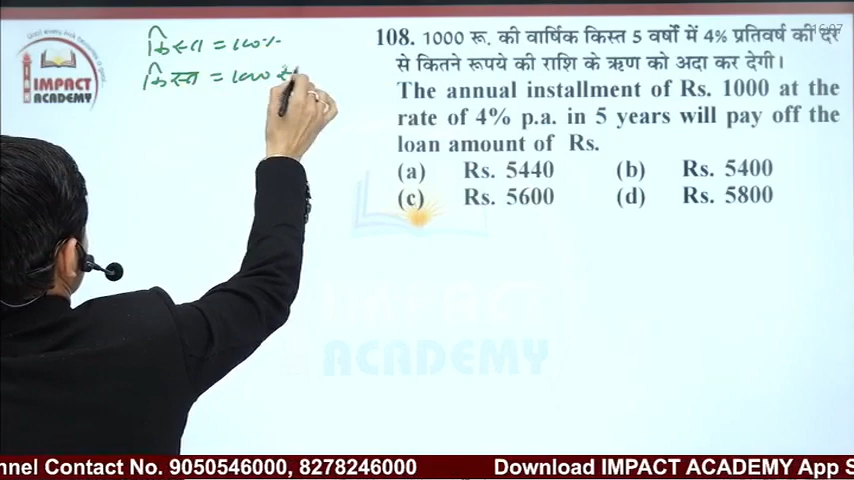 16:07
IMPACT
ACADEMY
किस्त = 100%
किस्त = 1000 रू
108. 1000 रू. की वार्षिक किस्त 5 वर्षों में 4% प्रतिवर्ष की दर
से कितने रूपये की राशि के ऋण को अदा कर देगी।
The annual installment of Rs. 1000 at the
rate of 4% p.a. in 5 years will pay off the
loan amount of Rs.
(a) Rs. 5440 (b) Rs. 5400
(c) Rs. 5600 (d) Rs. 5800
IMPACT
ACADEMY
nnel Contact No. 9050546000, 8278246000 Download IMPACT ACADEMY App S